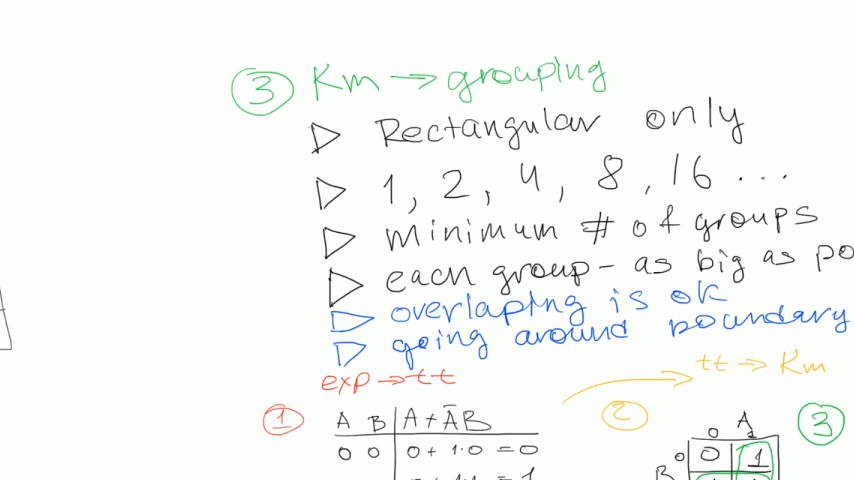 ③ Km → grouping
▷ Rectangular only
▷ 1, 2, 4, 8, 16 ...
▷ minimum # of groups
▷ each group - as big as po
▷ overlaping is ok
▷ going around boundary
exp → tt
tt → Km
① A B | A + A̅B
② A ③
0 1
0 0 | 0 + 1·0 = 0
0 | 0 | 1
B